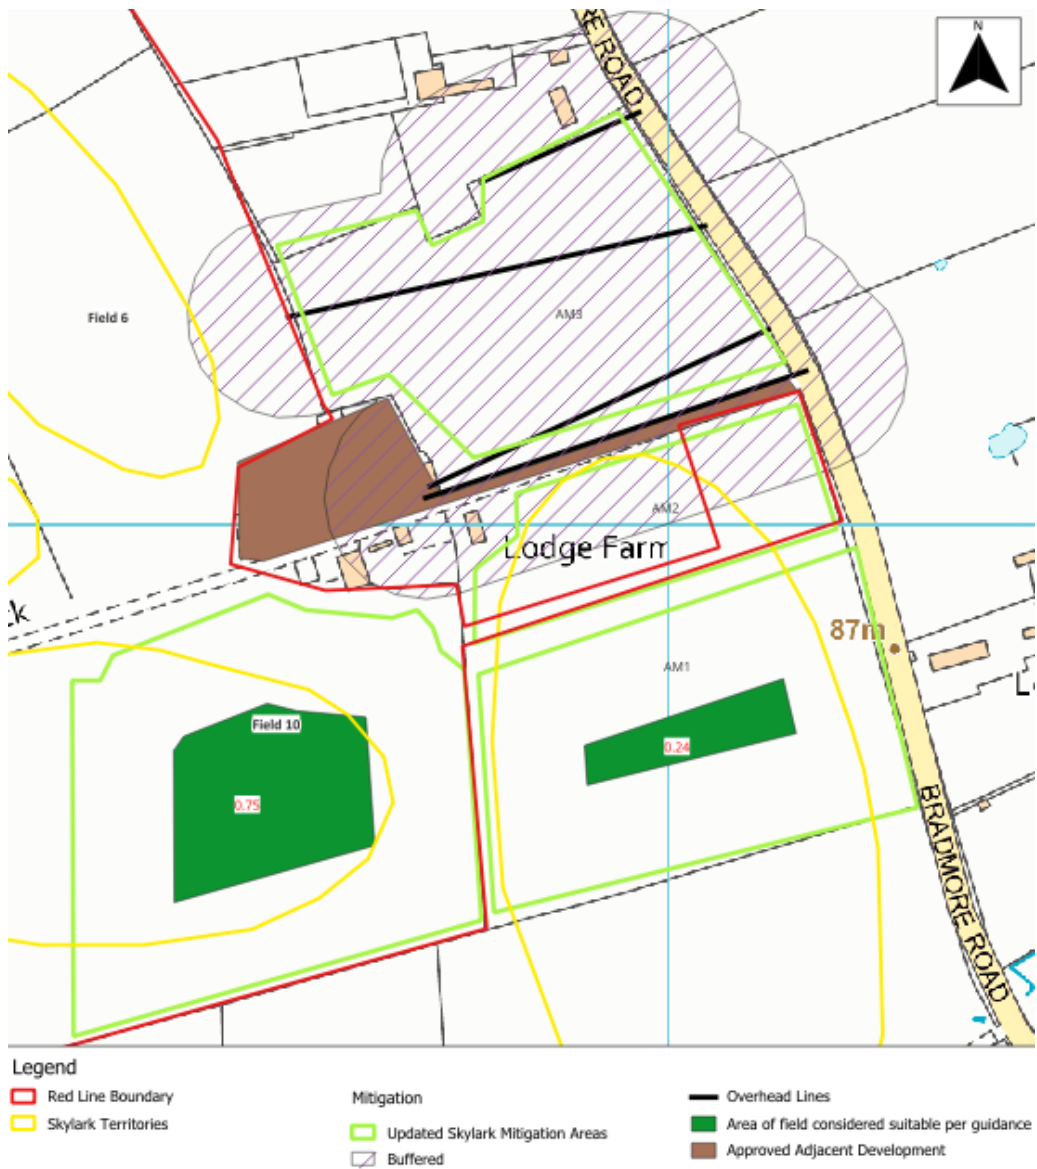 N
RE ROAD
Field 6
AM3
AM2
Lodge Farm
k
87m
AM1
L
Field 10
0.24
0.75
BRADMORE ROAD
Legend
Red Line Boundary
Skylark Territories
Mitigation
Updated Skylark Mitigation Areas
Buffered
Overhead Lines
Area of field considered suitable per guidance
Approved Adjacent Development